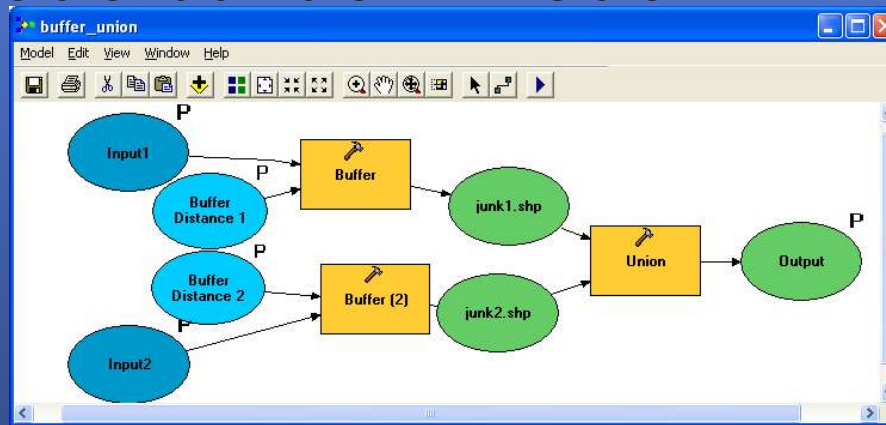 buffer_union
Model Edit View Window Help
P
Input1
Buffer
P
Buffer
Distance 1
junk1.shp
P
Union
Output
P
Buffer
Distance 2
Buffer (2)
junk2.shp
P
Input2